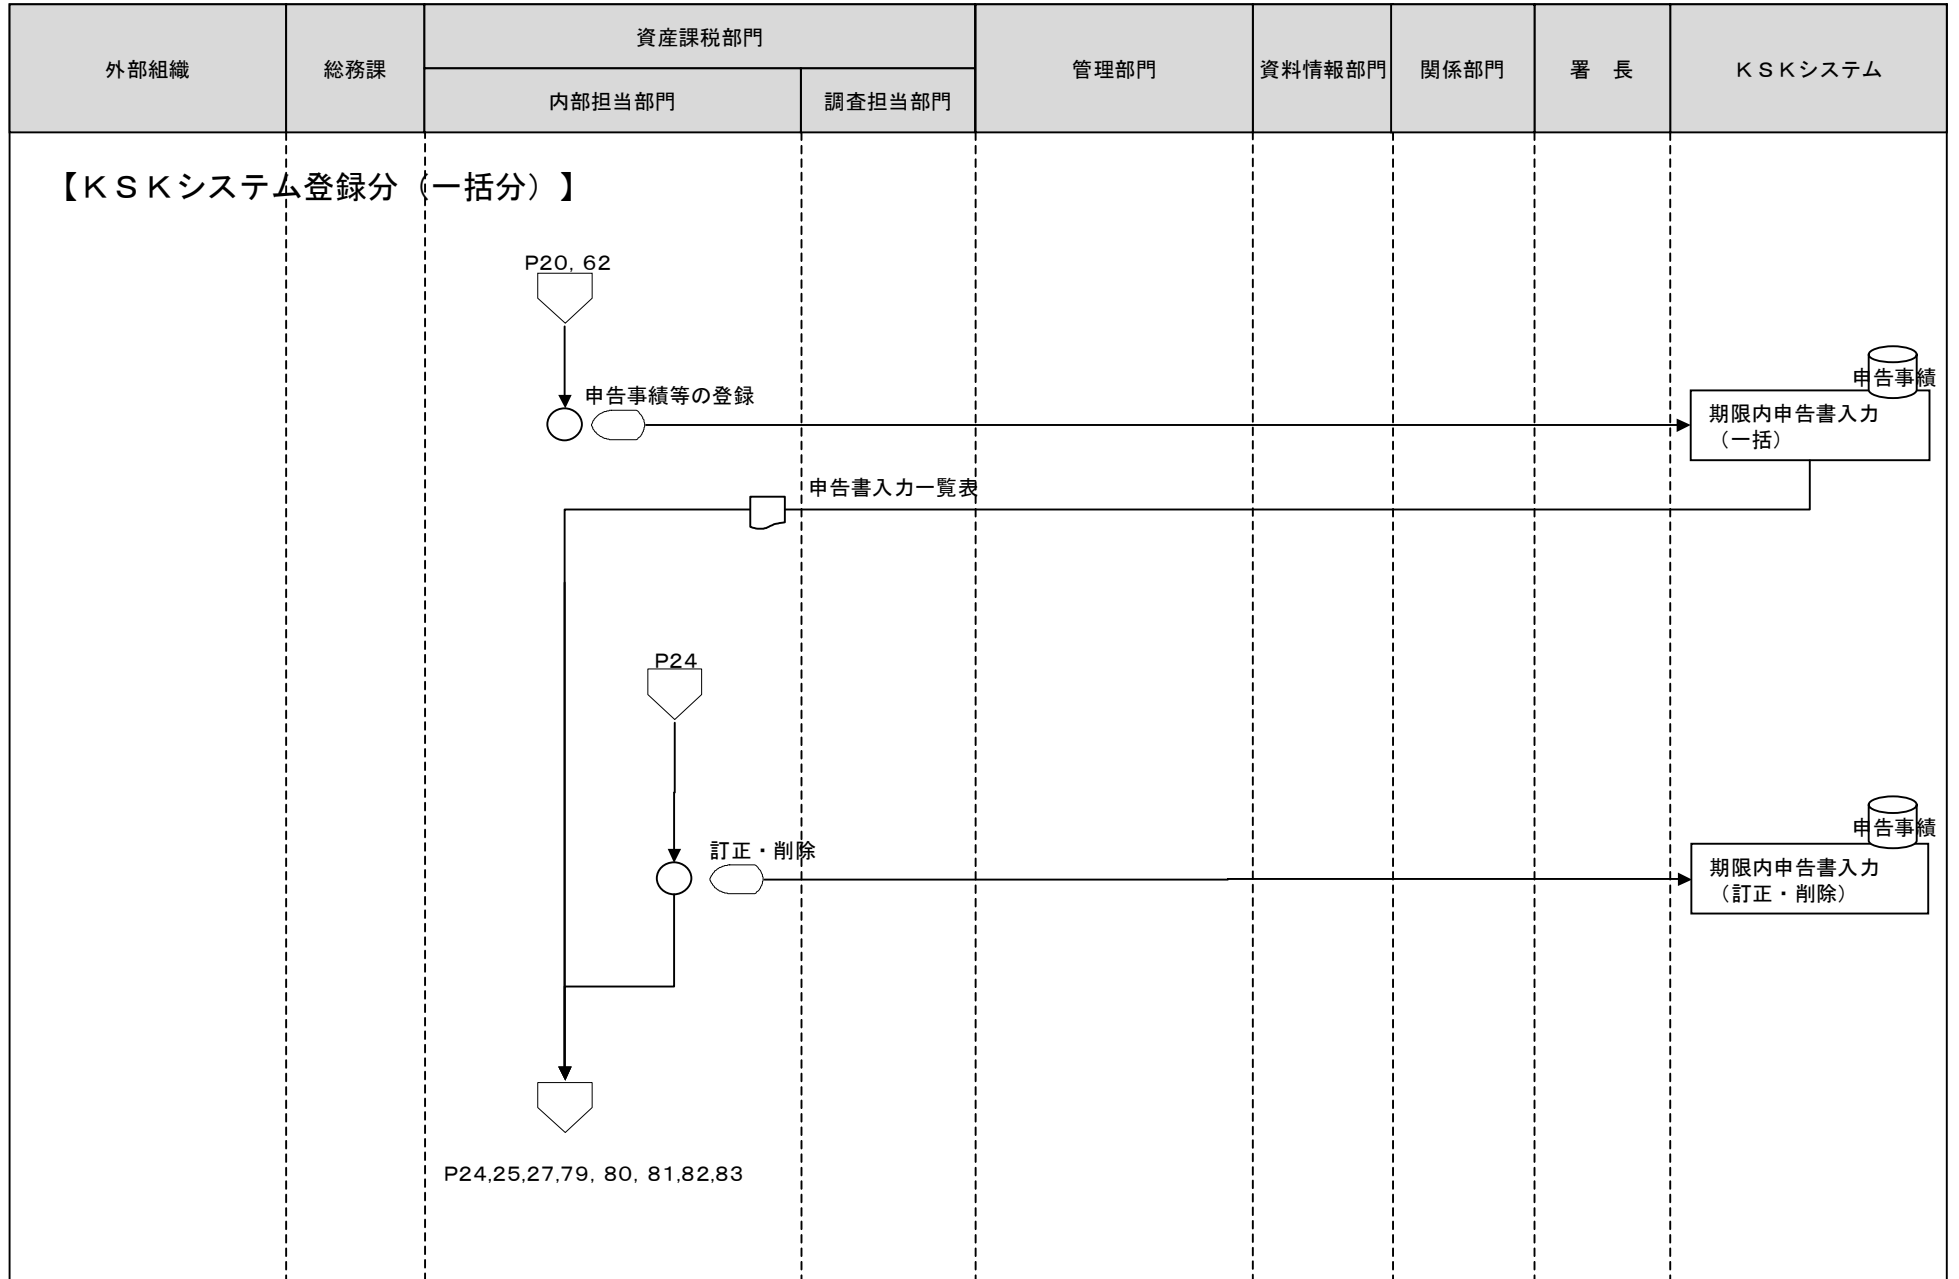 外部組織
総務課
資産課税部門
内部担当部門
調査担当部門
管理部門
資料情報部門
関係部門
署　長
ＫＳＫシステム
【ＫＳＫシステム登録分（一括分）】
P20, 62
申告事績等の登録
申告事績
期限内申告書入力
（一括）
申告書入力一覧表
P24
訂正・削除
申告事績
期限内申告書入力
（訂正・削除）
P24,25,27,79, 80, 81,82,83